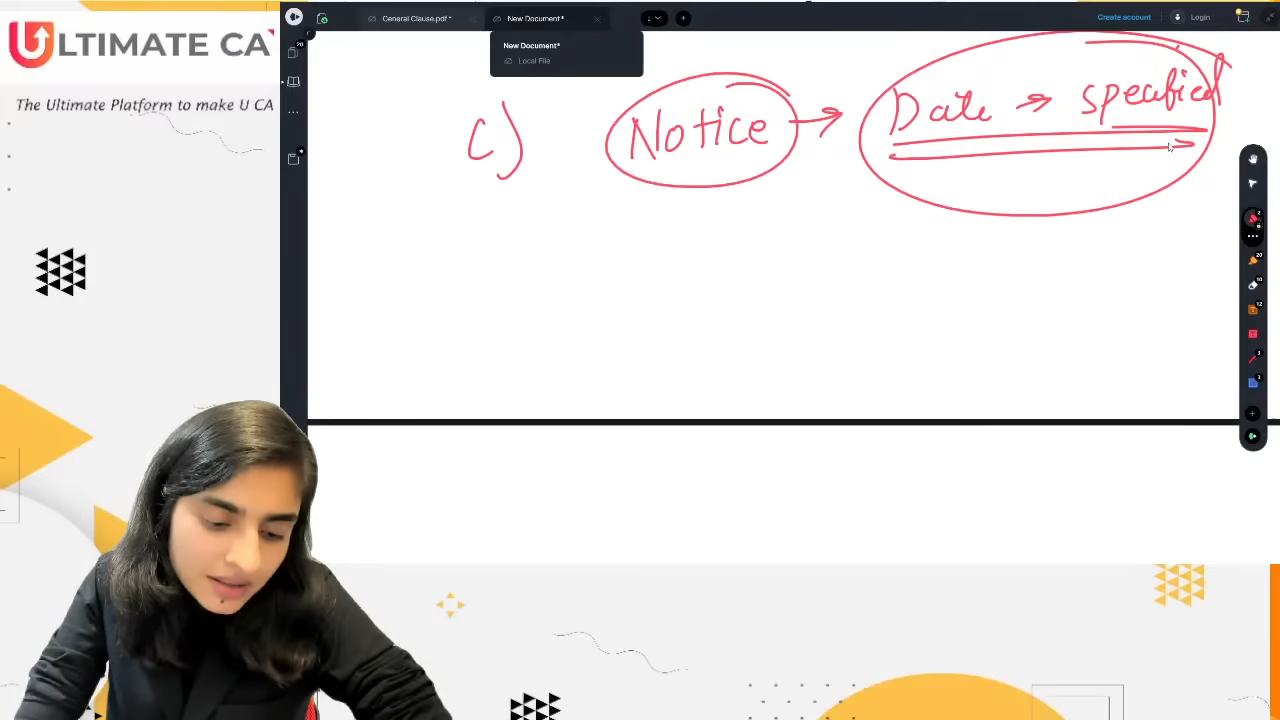 ULTIMATE CA
The Ultimate Platform to make U CA
General Clause.pdf *
New Document*
Create account
Login
New Document*
Local File
c) Notice → Date → specified